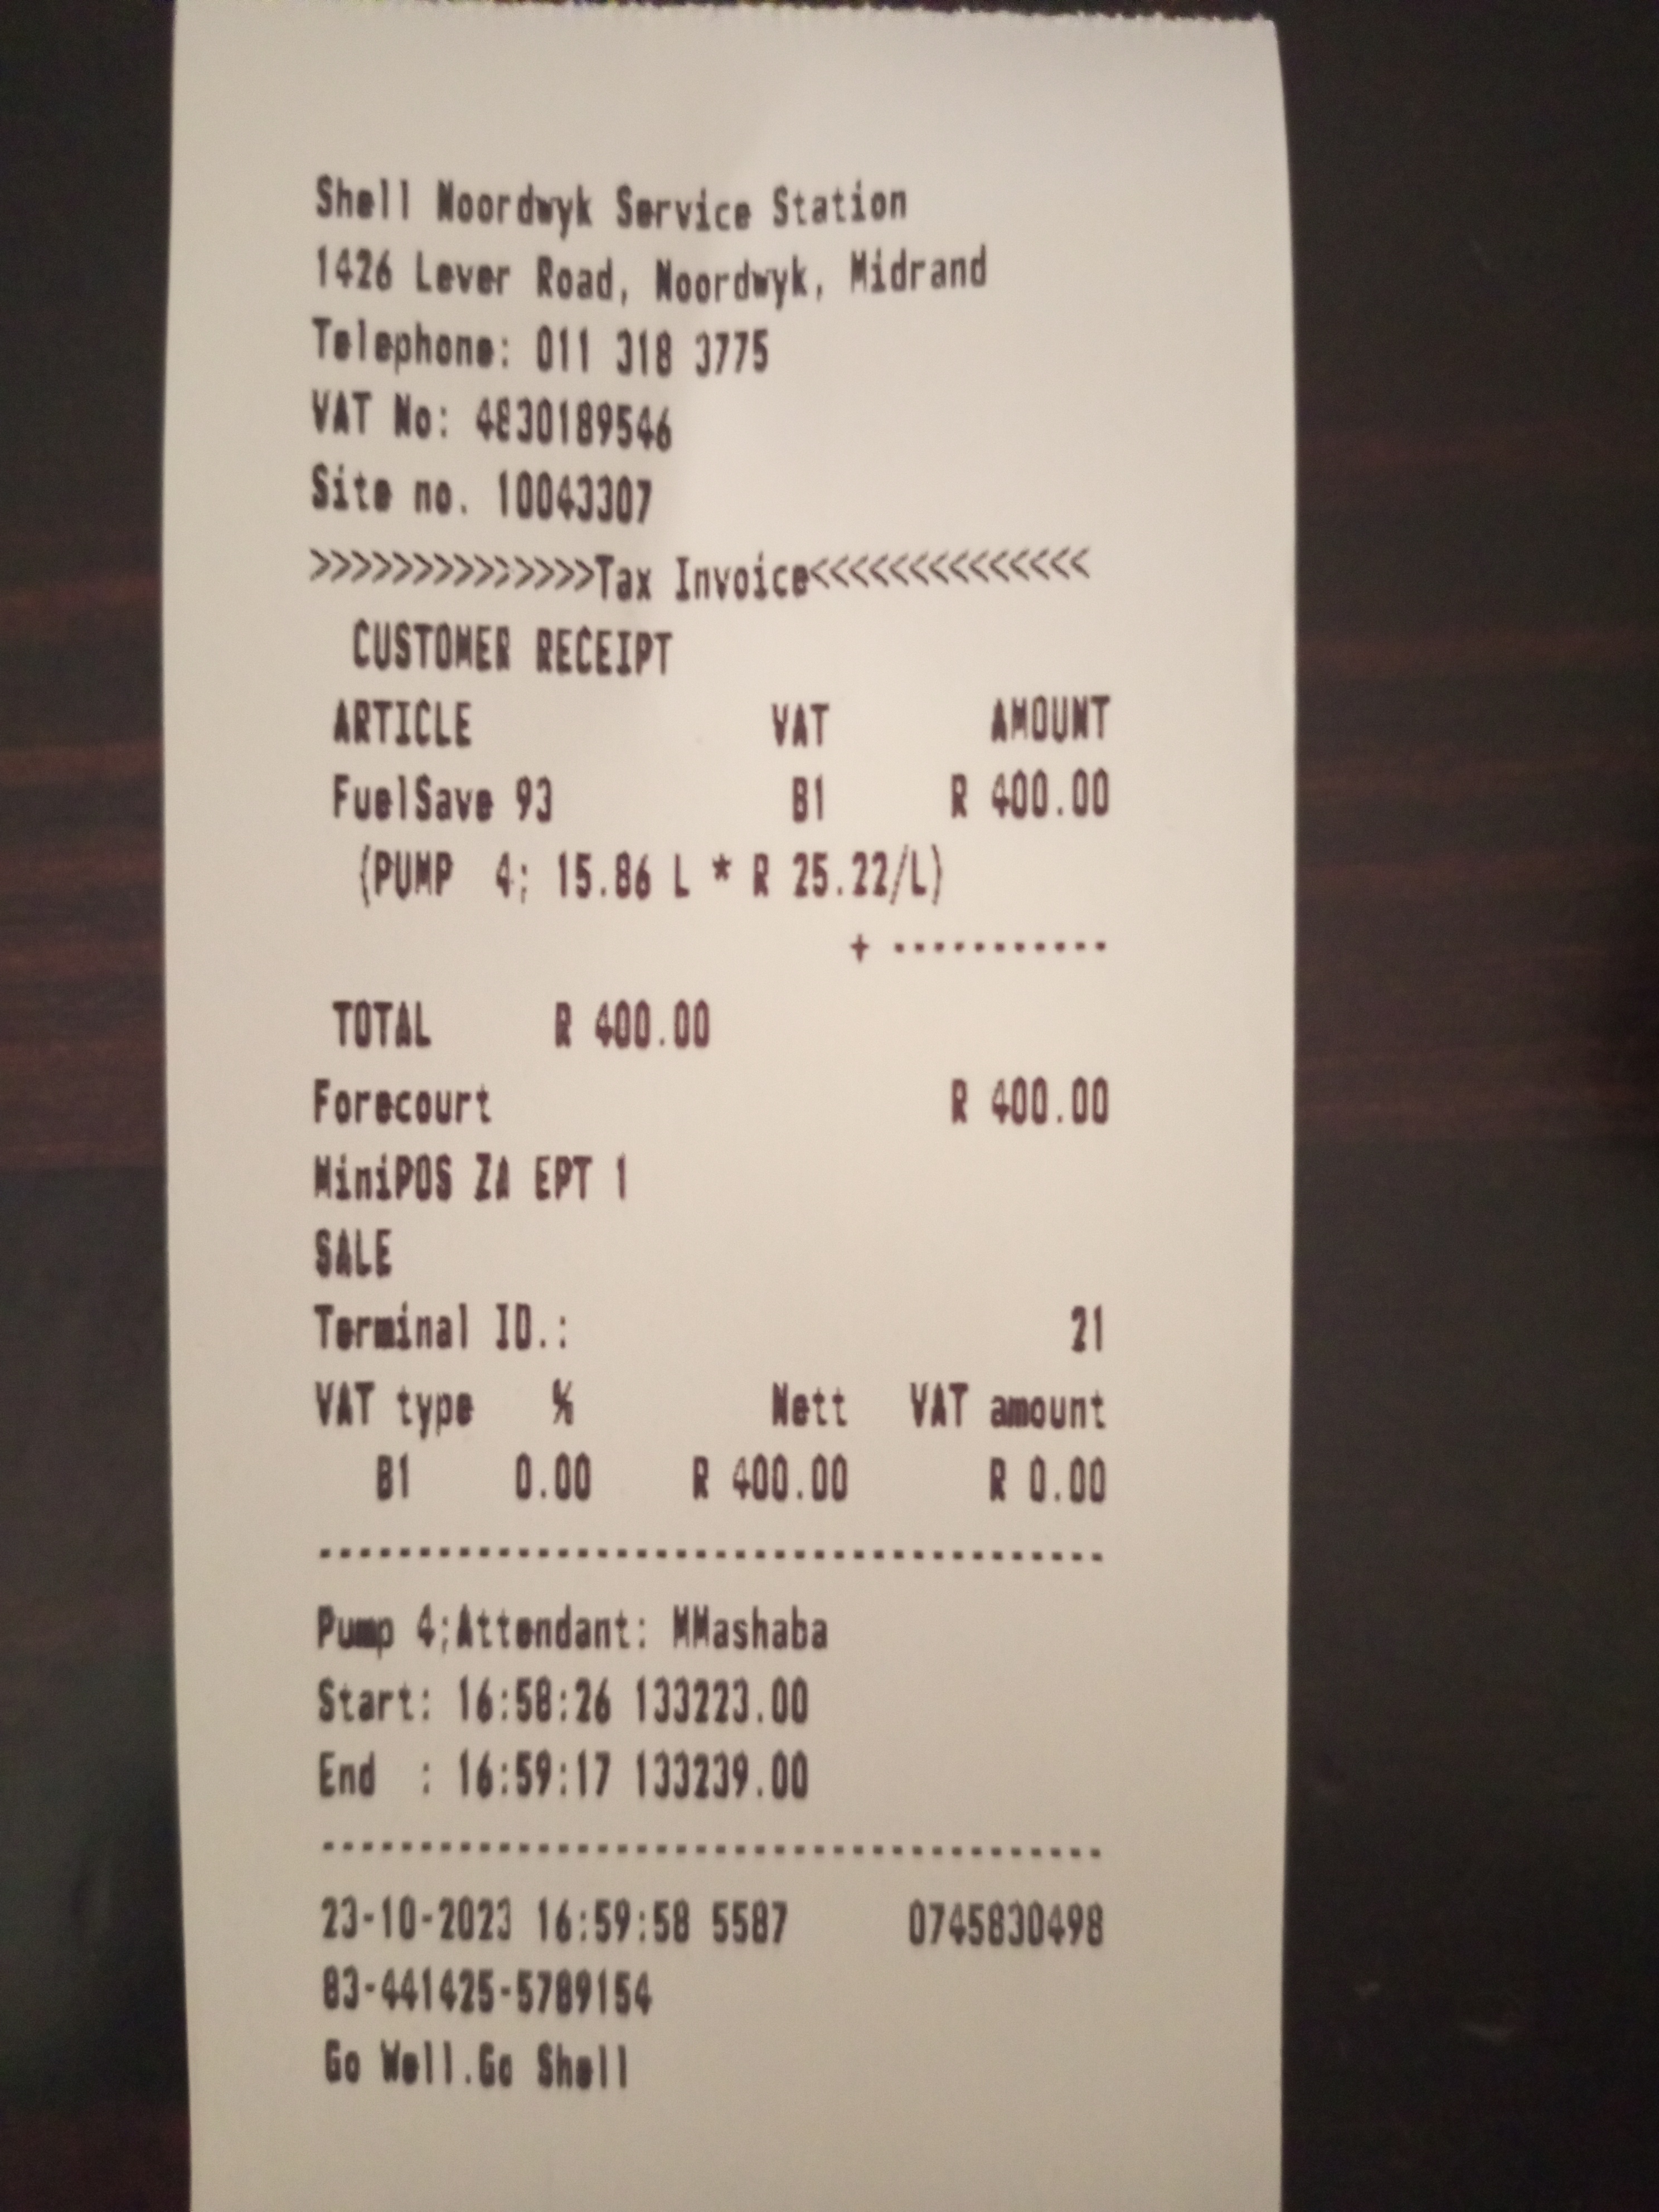 Shell Noordwyk Service Station
1426 Lever Road, Noordwyk, Midrand
Telephone: 011 318 3775
VAT No: 4830189546
Site no. 10043307
>>>>>>>>>>>>>>Tax Invoice<<<<<<<<<<<<<<
CUSTOMER RECEIPT
ARTICLE VAT AMOUNT
FuelSave 93 B1 R 400.00
(PUMP 4; 15.86 L * R 25.22/L)
+ -----------
TOTAL R 400.00
Forecourt R 400.00
MiniPOS ZA EPT 1
SALE
Terminal ID.: 21
VAT type % Nett VAT amount
B1 0.00 R 400.00 R 0.00
----------------------------------------
Pump 4;Attendant: MMashaba
Start: 16:58:26 133223.00
End : 16:59:17 133239.00
----------------------------------------
23-10-2023 16:59:58 5587 0745830498
83-441425-5789154
Go Well.Go Shell